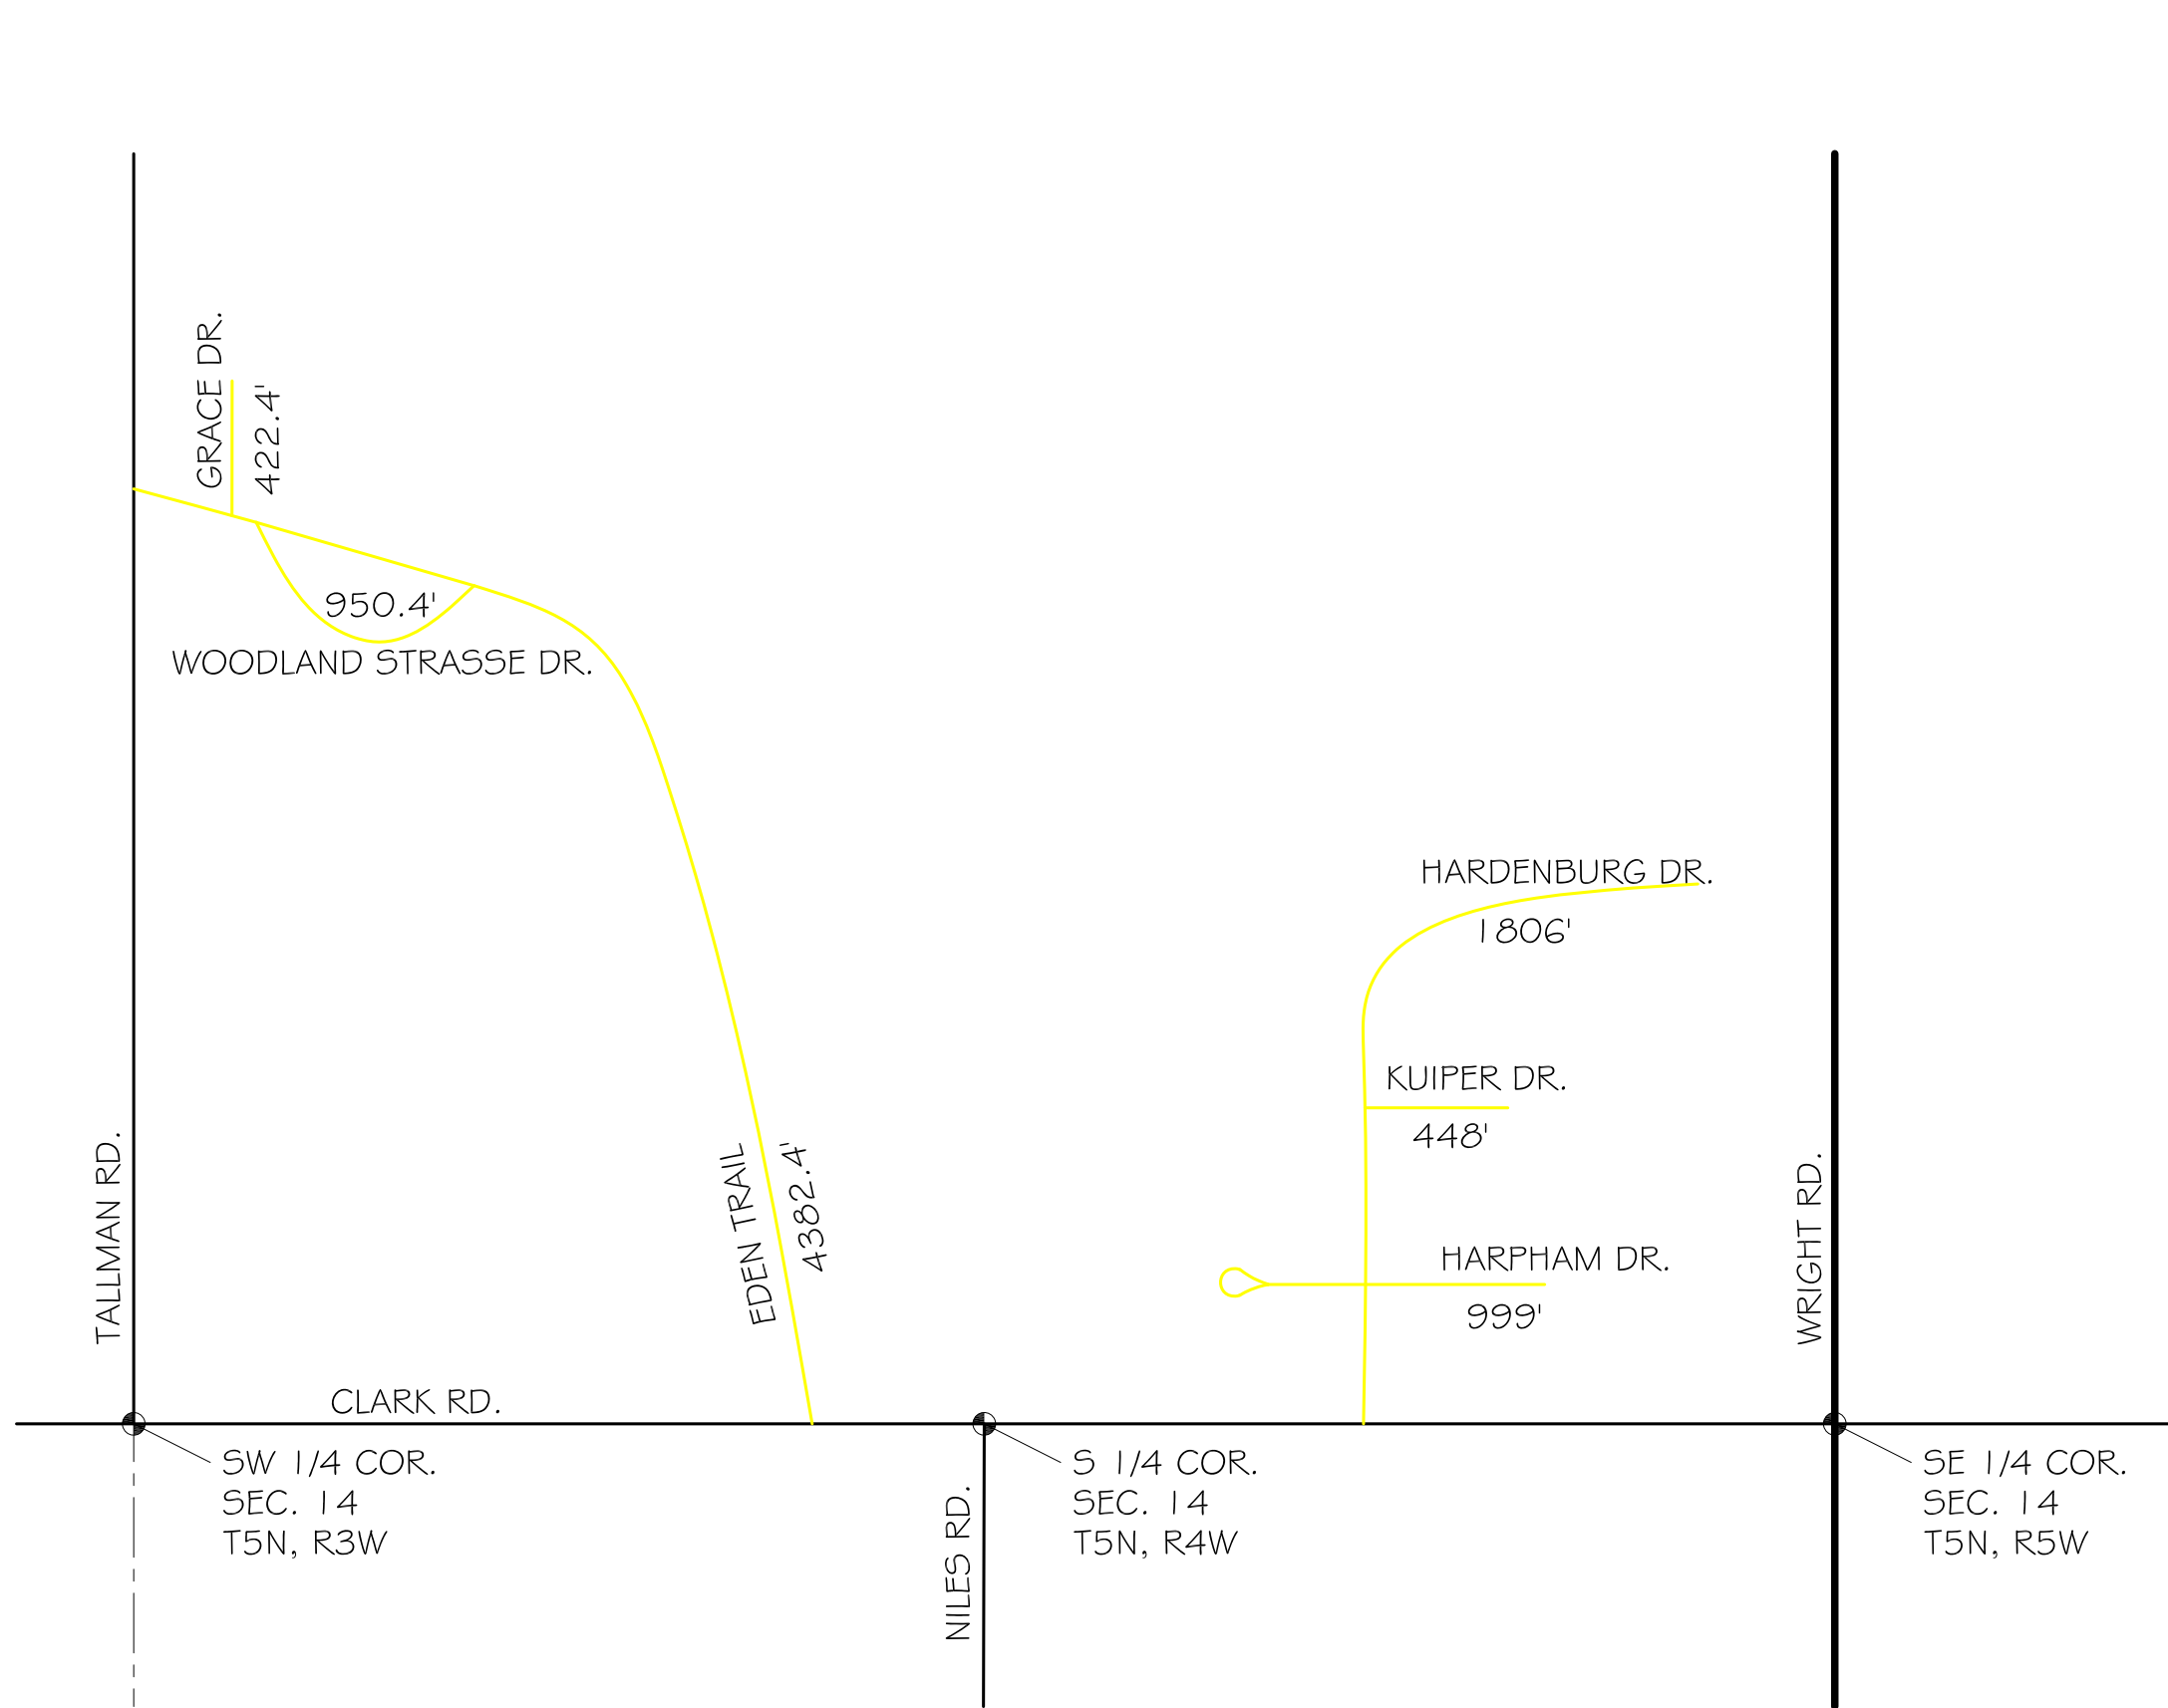 GRACE DR.
422.4'
950.4'
WOODLAND STRASSE DR.
HARDENBURG DR.
1806'
KUIPER DR.
448'
TALLMAN RD.
EDEN TRAIL
4382.4'
HARPHAM DR.
999'
WRIGHT RD.
CLARK RD.
SW 1/4 COR.
SEC. 14
T5N, R3W
S 1/4 COR.
SEC. 14
T5N, R4W
SE 1/4 COR.
SEC. 14
T5N, R5W
NILES RD.